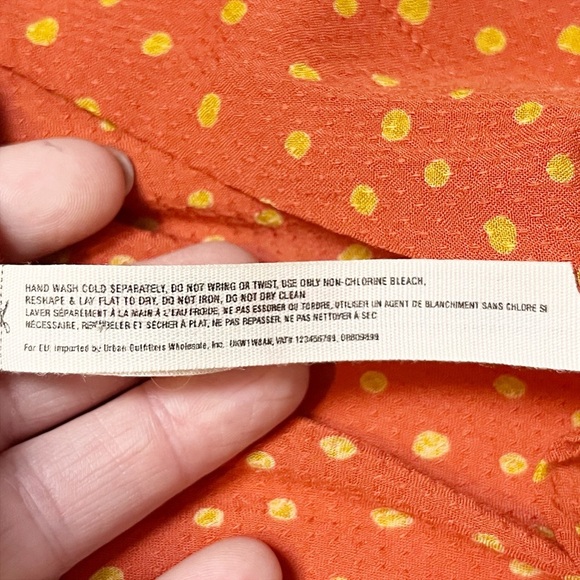 HAND WASH COLD SEPARATELY, DO NOT WRING OR TWIST, USE ONLY NON-CHLORINE BLEACH,
RESHAPE & LAY FLAT TO DRY, DO NOT IRON, DO NOT DRY CLEAN
LAVER SÉPARÉMENT À LA MAIN À L'EAU FROIDE, NE PAS ESSORER OU TORDRE, UTILISER UN AGENT DE BLANCHIMENT SANS CHLORE SI
NÉCESSAIRE, REMODELER ET SÉCHER À PLAT, NE PAS REPASSER, NE PAS NETTOYER À SEC
For EU, imported by Urban Outfitters Wholesale, Inc. VAT# 123456789,